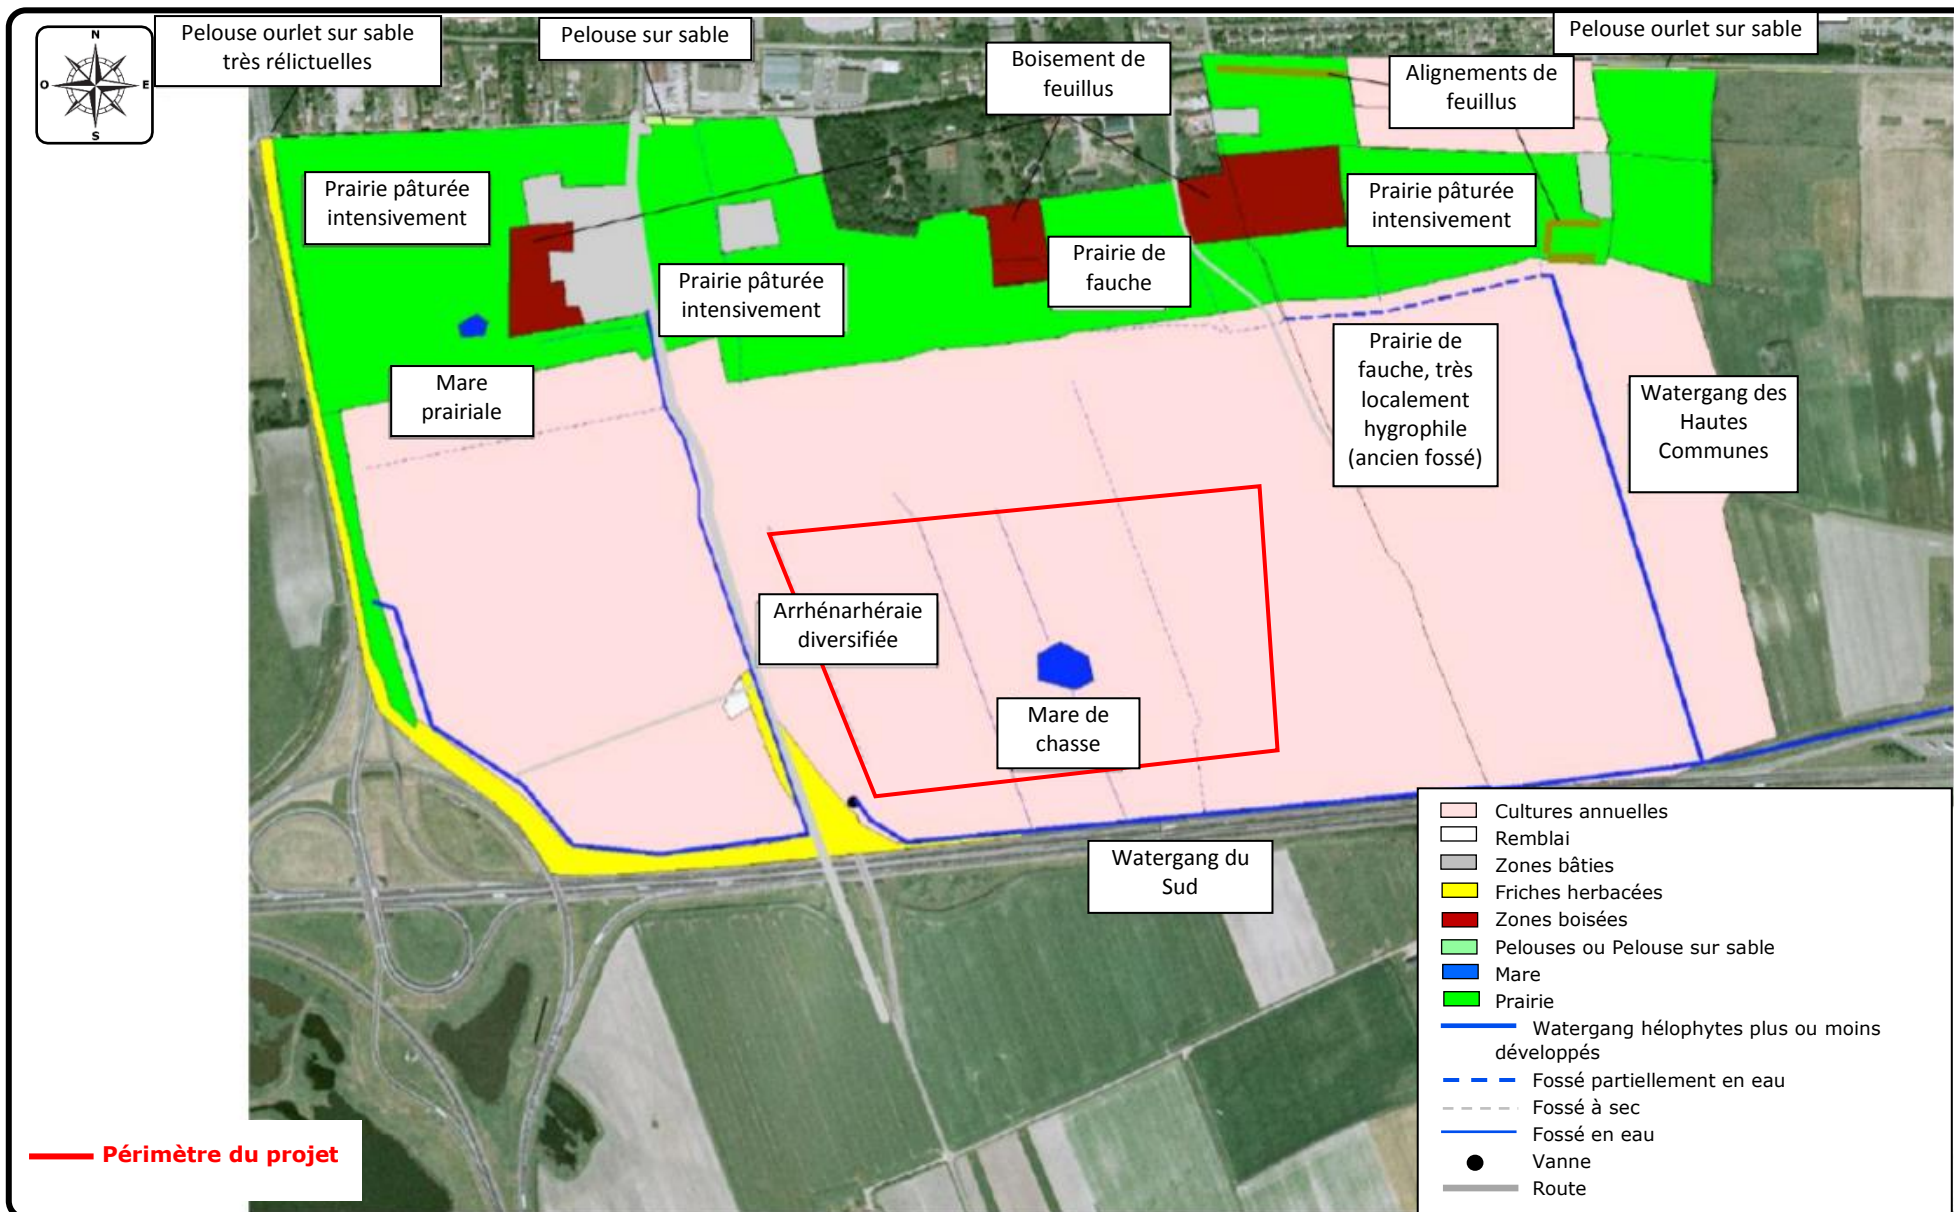 N
O
E
S
Pelouse ourlet sur sable
très rélictuelles
Pelouse sur sable
Boisement de
feuillus
Pelouse ourlet sur sable
Alignements de
feuillus
Prairie pâturée
intensivement
Prairie pâturée
intensivement
Prairie de
fauche
Prairie pâturée
intensivement
Mare
prairiale
Prairie de
fauche, très
localement
hygrophile
(ancien fossé)
Watergang des
Hautes
Communes
Arrhénarhéraie
diversifiée
Mare de
chasse
Watergang du
Sud
Cultures annuelles
Remblai
Zones bâties
Friches herbacées
Zones boisées
Pelouses ou Pelouse sur sable
Mare
Prairie
Watergang hélophytes plus ou moins
développés
Fossé partiellement en eau
Fossé à sec
Fossé en eau
Vanne
Route
Périmètre du projet